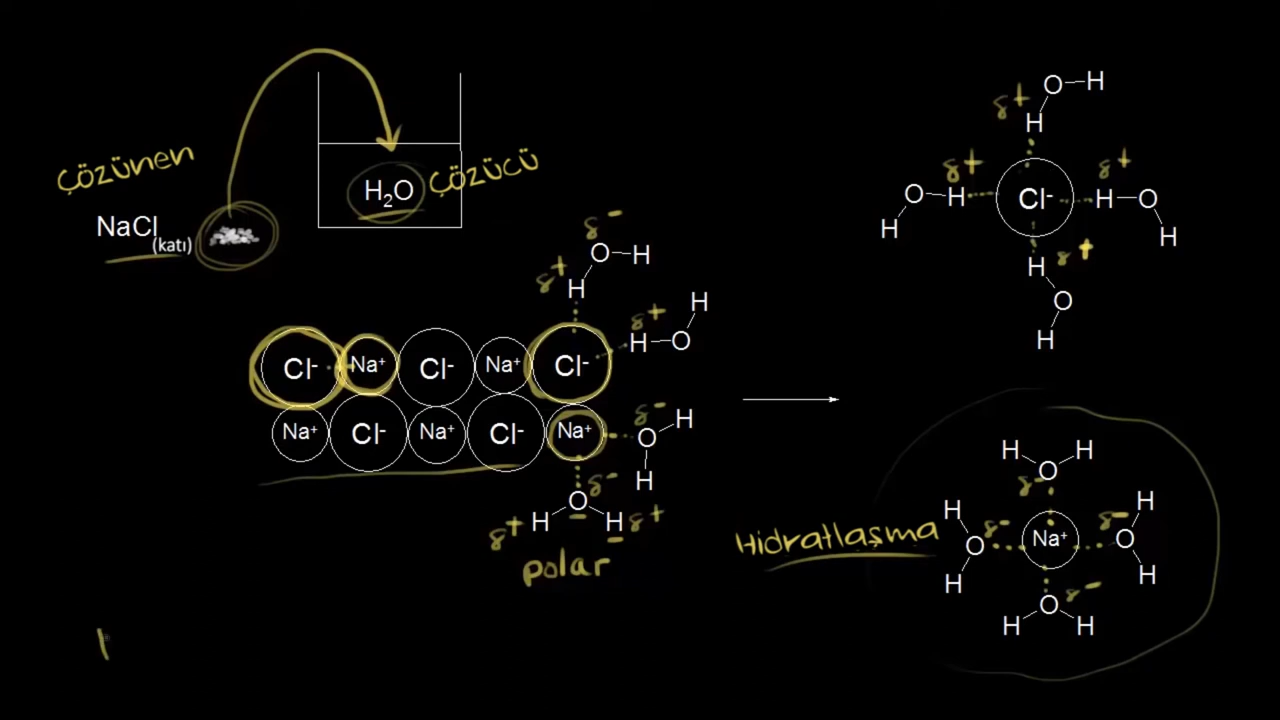 Çözünen
NaCl(katı)
H₂O
Çözücü
δ⁻
O H
δ⁺ H
δ⁺ H
H O
Cl⁻ Na⁺ Cl⁻ Na⁺ Cl⁻
Na⁺ Cl⁻ Na⁺ Cl⁻ Na⁺
δ⁻ H
O
H
δ⁻
O
δ⁺ H H δ⁺
polar
δ⁺ O H
H
δ⁺ δ⁺
O H Cl⁻ H O
H H
H δ⁺
O
H
Hidratlaşma
H H
δ⁻ O
H δ⁻ δ⁻ H
O Na⁺ O
H H
δ⁻
O
H H